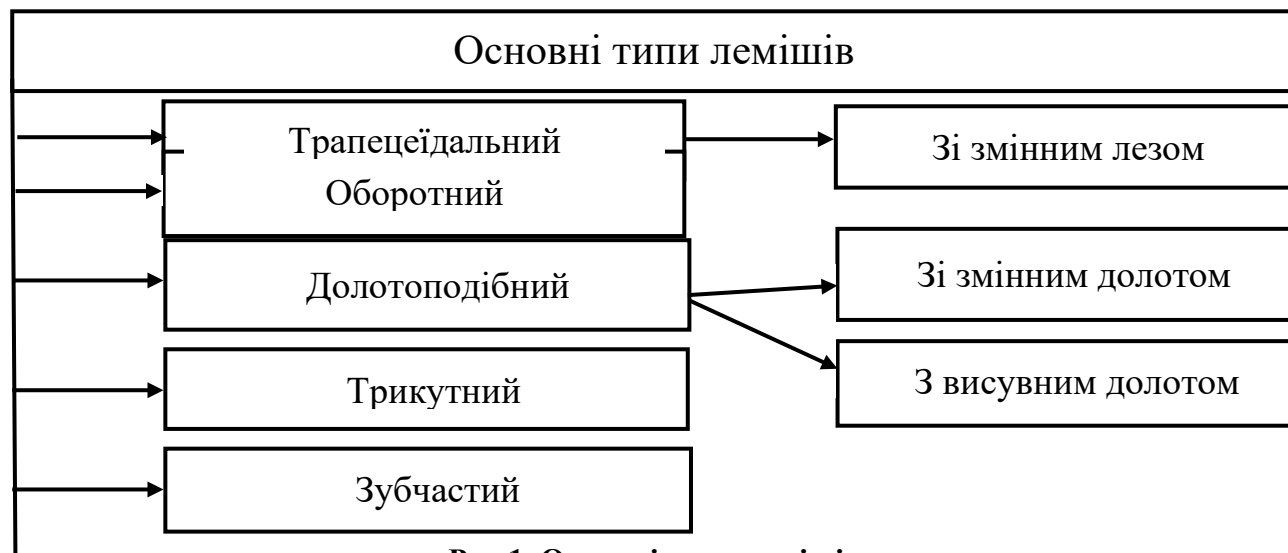 Основні типи лемішів
Трапецеїдальний
Зі змінним лезом
Оборотний
Долотоподібний
Зі змінним долотом
З висувним долотом
Трикутний
Зубчастий